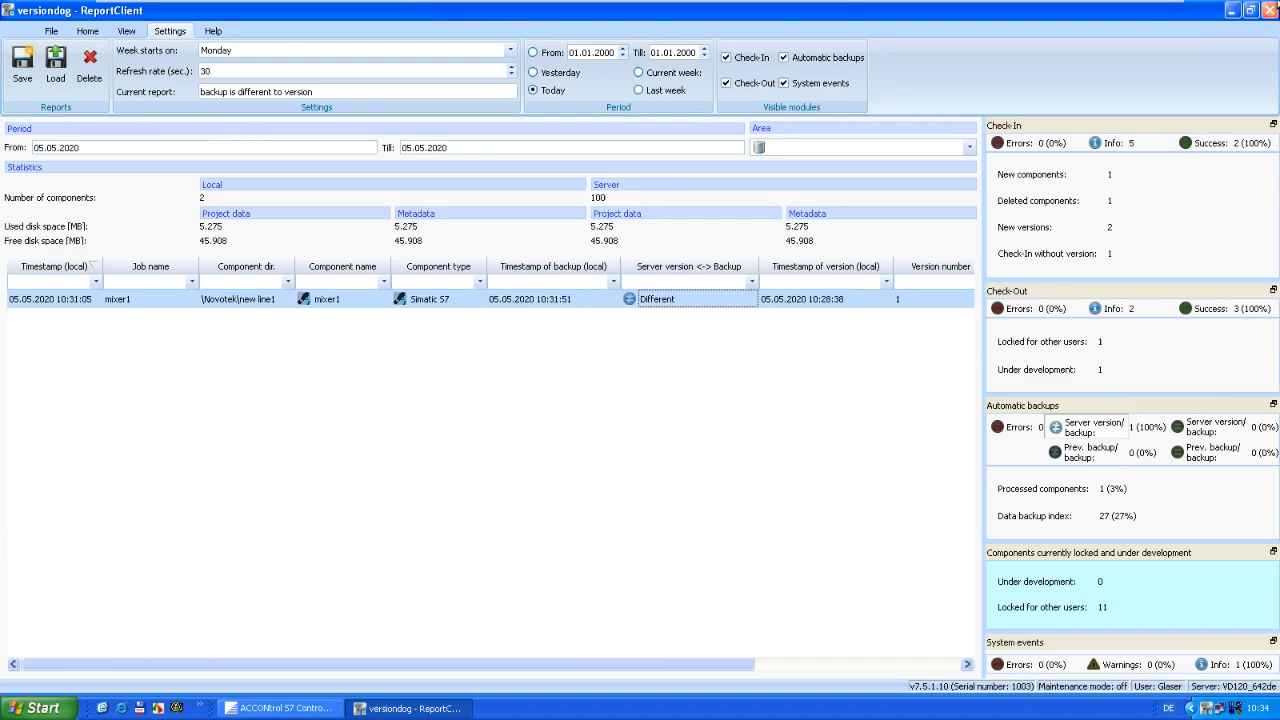 versiondog - ReportClient
File Home View Settings Help
Save Load Delete
Reports
Week starts on: Monday
Refresh rate (sec.): 30
Current report: backup is different to version
Settings
From: 01.01.2000 Till: 01.01.2000
Yesterday Current week:
Today Last week
Period
Check-In Automatic backups
Check-Out System events
Visible modules
Period Area
From: 05.05.2020 Till: 05.05.2020
Statistics
Local Server
Number of components: 2 100
Project data Metadata Project data Metadata
Used disk space [MB]: 5.275 5.275 5.275 5.275
Free disk space [MB]: 45.908 45.908 45.908 45.908
Timestamp (local) Job name Component dir. Component name Component type Timestamp of backup (local) Server version <-> Backup Timestamp of version (local) Version number
05.05.2020 10:31:05 mixer1 \Novotek\new line1 mixer1 Simatic S7 05.05.2020 10:31:51 Different 05.05.2020 10:28:38 1
Check-In
Errors: 0 (0%) Info: 5 Success: 2 (100%)
New components: 1
Deleted components: 1
New versions: 2
Check-In without version: 1
Check-Out
Errors: 0 (0%) Info: 2 Success: 3 (100%)
Locked for other users: 1
Under development: 1
Automatic backups
Errors: 0 Server version/ backup: 1 (100%) Server version/ backup: 0 (0%)
Prev. backup/ backup: 0 (0%) Prev. backup/ backup: 0 (0%)
Processed components: 1 (3%)
Data backup index: 27 (27%)
Components currently locked and under development
Under development: 0
Locked for other users: 11
System events
Errors: 0 (0%) Warnings: 0 (0%) Info: 1 (100%)
v7.5.1.10 (Serial number: 1003) Maintenance mode: off User: Glaser Server: VD120_642de
Start ACCONtrol S7 Contro... versiondog - ReportC... DE 10:34